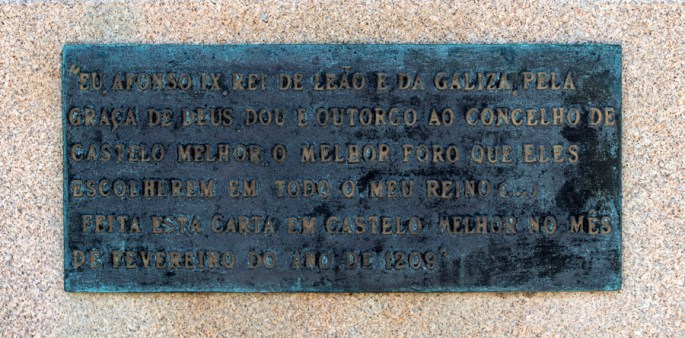 "EU, AFONSO IX, REI DE LEÃO E DA GALIZA, PELA
GRAÇA DE DEUS DOU E OUTORGO AO CONCELHO DE
CASTELO MELHOR O MELHOR FORO QUE ELES
ESCOLHEREM EM TODO O MEU REINO (...)
FEITA ESTA CARTA EM CASTELO MELHOR NO MÊS
DE FEVEREIRO DO ANO DE 1209"